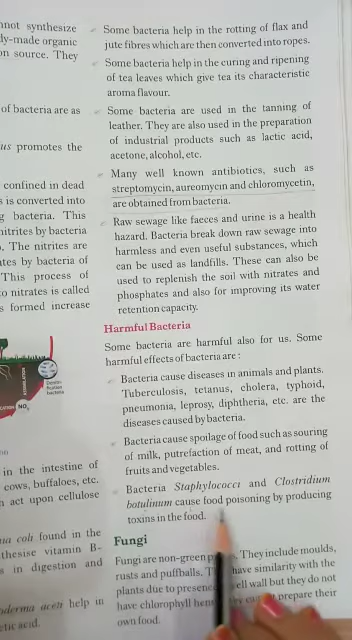 nnot synthesize
dy-made organic
on source. They
of bacteria are as
us promotes the
confined in dead
s is converted into
g bacteria. This
nitrites by bacteria
. The nitrites are
ates by bacteria of
This process of
to nitrates is called
s formed increase
NO3
Denitri-
fication
bacteria
in the intestine of
cows, buffaloes, etc.
act upon cellulose
coli found in the
thesise vitamin B-
s in digestion and
oderma aceti help in
etic acid.
Some bacteria help in the rotting of flax and
jute fibres which are then converted into ropes.
Some bacteria help in the curing and ripening
of tea leaves which give tea its characteristic
aroma flavour.
Some bacteria are used in the tanning of
leather. They are also used in the preparation
of industrial products such as lactic acid,
acetone, alcohol, etc.
Many well known antibiotics, such as
streptomycin, aureomycin and chloromycetin,
are obtained from bacteria.
Raw sewage like faeces and urine is a health
hazard. Bacteria break down raw sewage into
harmless and even useful substances, which
can be used as landfills. These can also be
used to replenish the soil with nitrates and
phosphates and also for improving its water
retention capacity.
Harmful Bacteria
Some bacteria are harmful also for us. Some
harmful effects of bacteria are :
Bacteria cause diseases in animals and plants.
Tuberculosis, tetanus, cholera, typhoid,
pneumonia, leprosy, diphtheria, etc. are the
diseases caused by bacteria.
Bacteria cause spoilage of food such as souring
of milk, putrefaction of meat, and rotting of
fruits and vegetables.
Bacteria Staphylococci and Clostridium
botulinum cause food poisoning by producing
toxins in the food.
Fungi
Fungi are non-green They include moulds,
rusts and puffballs. have similarity with the
plants due to presence cell wall but they do not
have chlorophyll prepare their
own food.